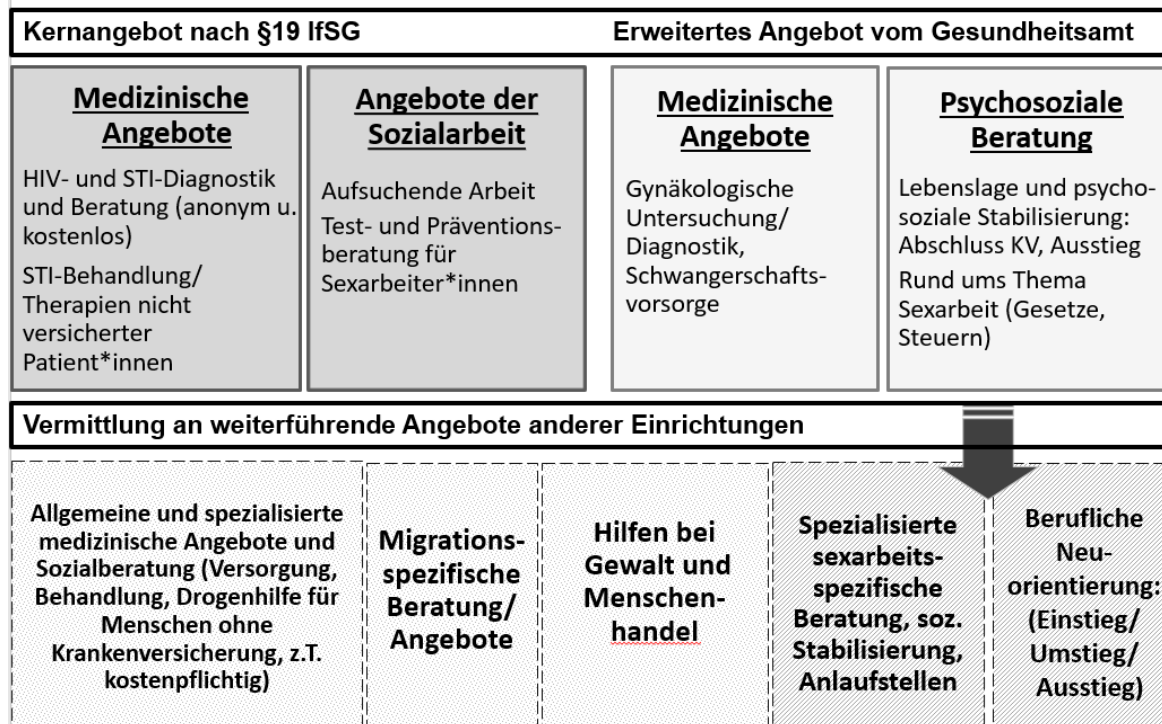 Kernangebot nach §19 IfSG
Erweitertes Angebot vom Gesundheitsamt
Medizinische
Angebote
HIV- und STI-Diagnostik
und Beratung (anonym u.
kostenlos)
STI-Behandlung/
Therapien nicht
versicherter
Patient*innen
Angebote der
Sozialarbeit
Aufsuchende Arbeit
Test- und Präventions-
beratung für
Sexarbeiter*innen
Medizinische
Angebote
Gynäkologische
Untersuchung/
Diagnostik,
Schwangerschafts-
vorsorge
Psychosoziale
Beratung
Lebenslage und psycho-
soziale Stabilisierung:
Abschluss KV, Ausstieg
Rund ums Thema
Sexarbeit (Gesetze,
Steuern)
Vermittlung an weiterführende Angebote anderer Einrichtungen
Allgemeine und spezialisierte
medizinische Angebote und
Sozialberatung (Versorgung,
Behandlung, Drogenhilfe für
Menschen ohne
Krankenversicherung, z.T.
kostenpflichtig)
Migrations-
spezifische
Beratung/
Angebote
Hilfen bei
Gewalt und
Menschen-
handel
Spezialisierte
sexarbeits-
spezifische
Beratung, soz.
Stabilisierung,
Anlaufstellen
Berufliche
Neu-
orientierung:
(Einstieg/
Umstieg/
Ausstieg)